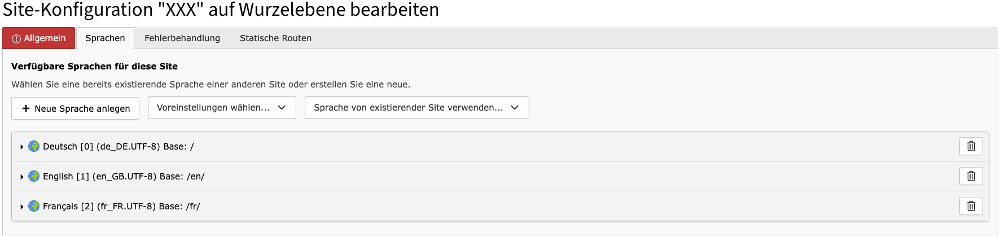 Site-Konfiguration "XXX" auf Wurzelebene bearbeiten
Allgemein Sprachen Fehlerbehandlung Statische Routen
Verfügbare Sprachen für diese Site
Wählen Sie eine bereits existierende Sprache einer anderen Site oder erstellen Sie eine neue.
Neue Sprache anlegen Voreinstellungen wählen... Sprache von existierender Site verwenden...
Deutsch [0] (de_DE.UTF-8) Base: /
English [1] (en_GB.UTF-8) Base: /en/
Français [2] (fr_FR.UTF-8) Base: /fr/